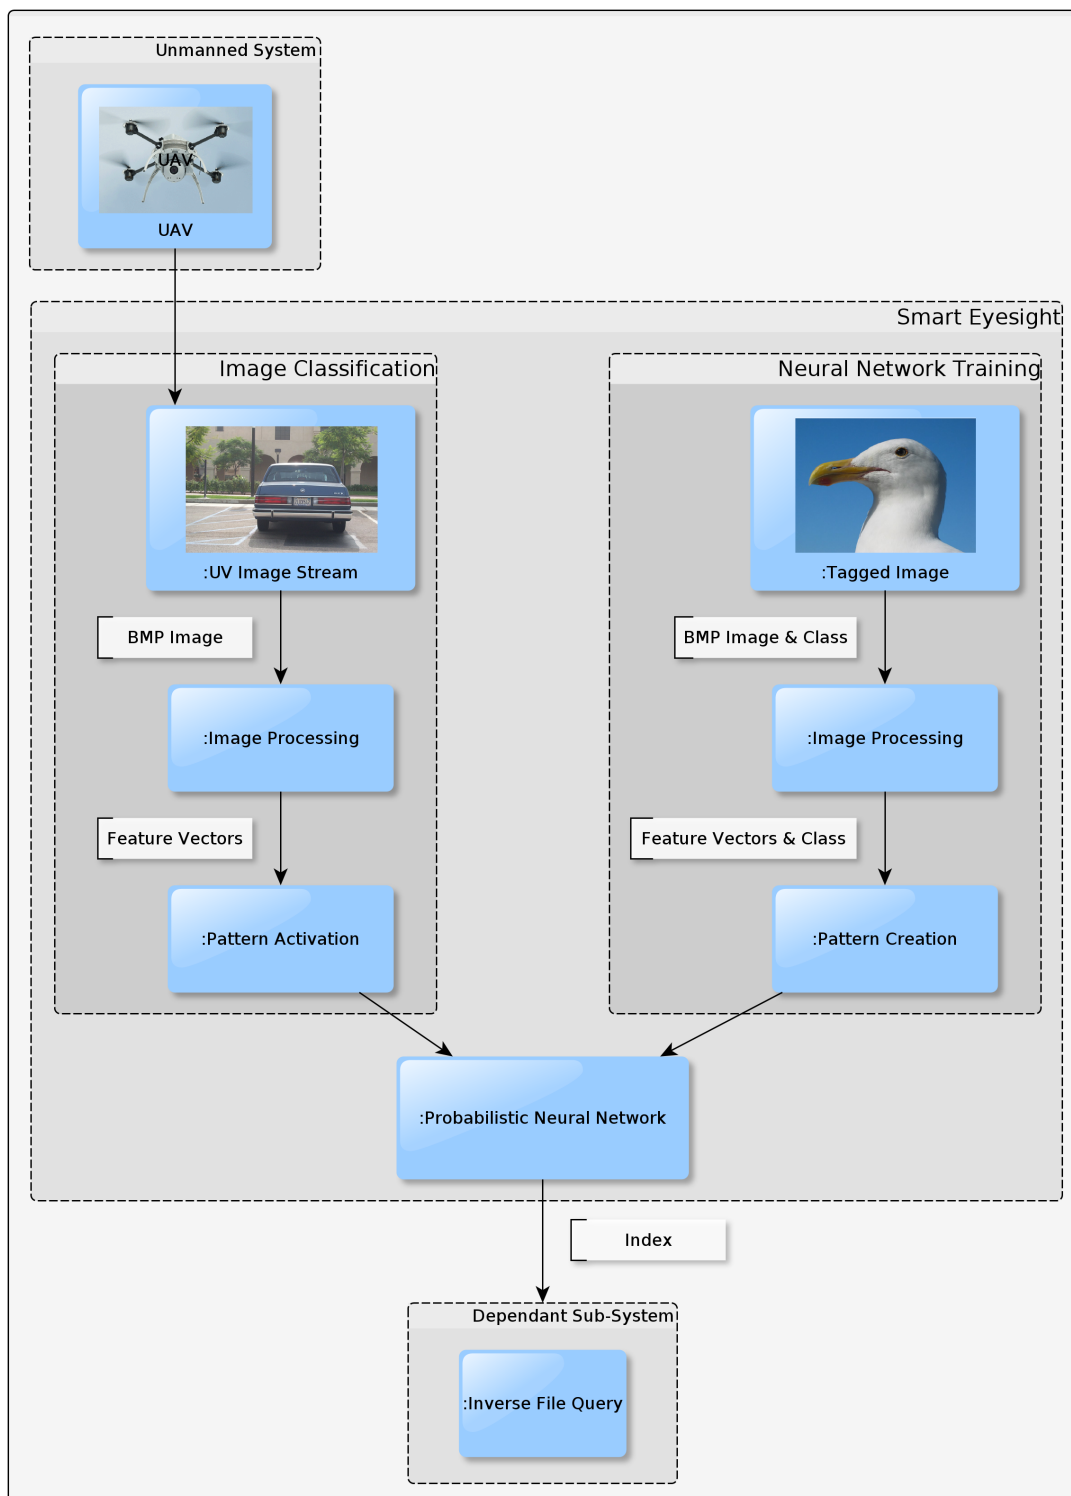 Unmanned System
UAV
UAV
Smart Eyesight
Image Classification
Neural Network Training
:UV Image Stream
:Tagged Image
BMP Image
BMP Image & Class
:Image Processing
:Image Processing
Feature Vectors
Feature Vectors & Class
:Pattern Activation
:Pattern Creation
:Probabilistic Neural Network
Index
Dependant Sub-System
:Inverse File Query